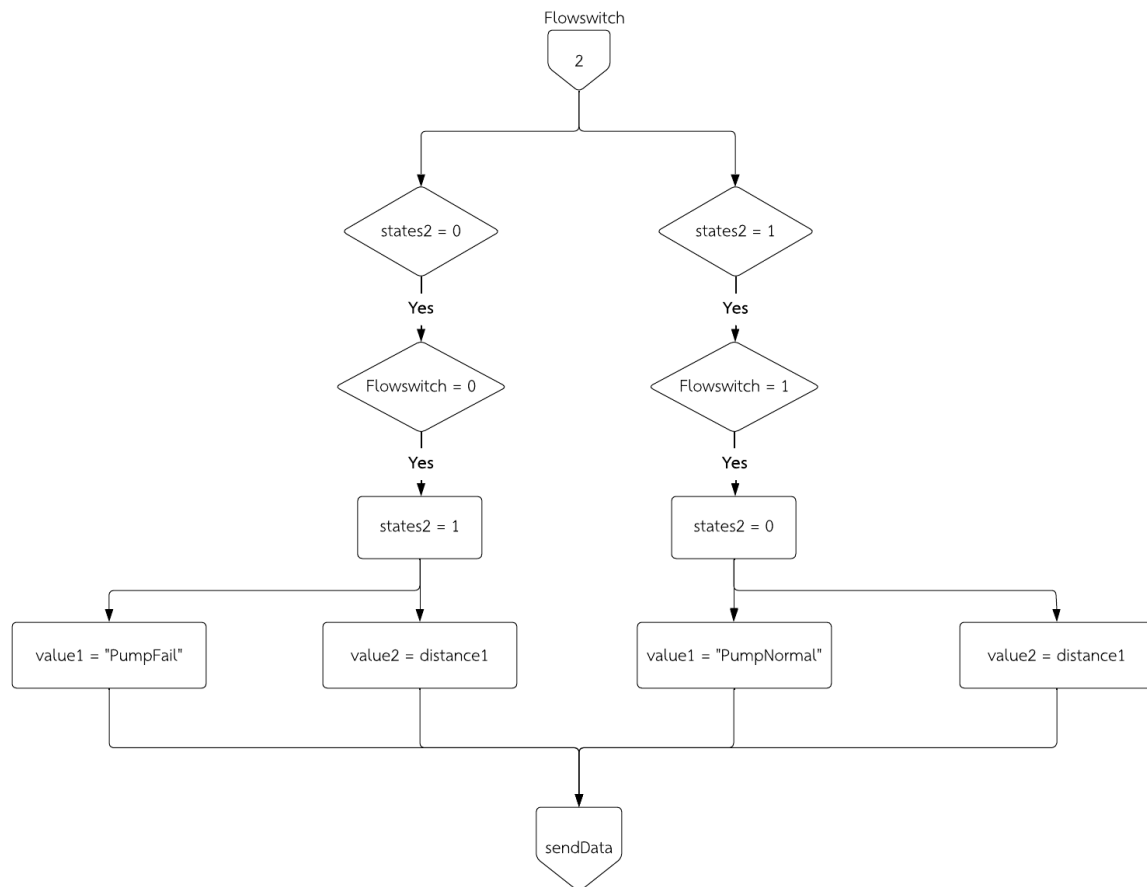 Flowswitch
2
states2 = 0
states2 = 1
Yes
Yes
Flowswitch = 0
Flowswitch = 1
Yes
Yes
states2 = 1
states2 = 0
value1 = "PumpFail"
value2 = distance1
value1 = "PumpNormal"
value2 = distance1
sendData